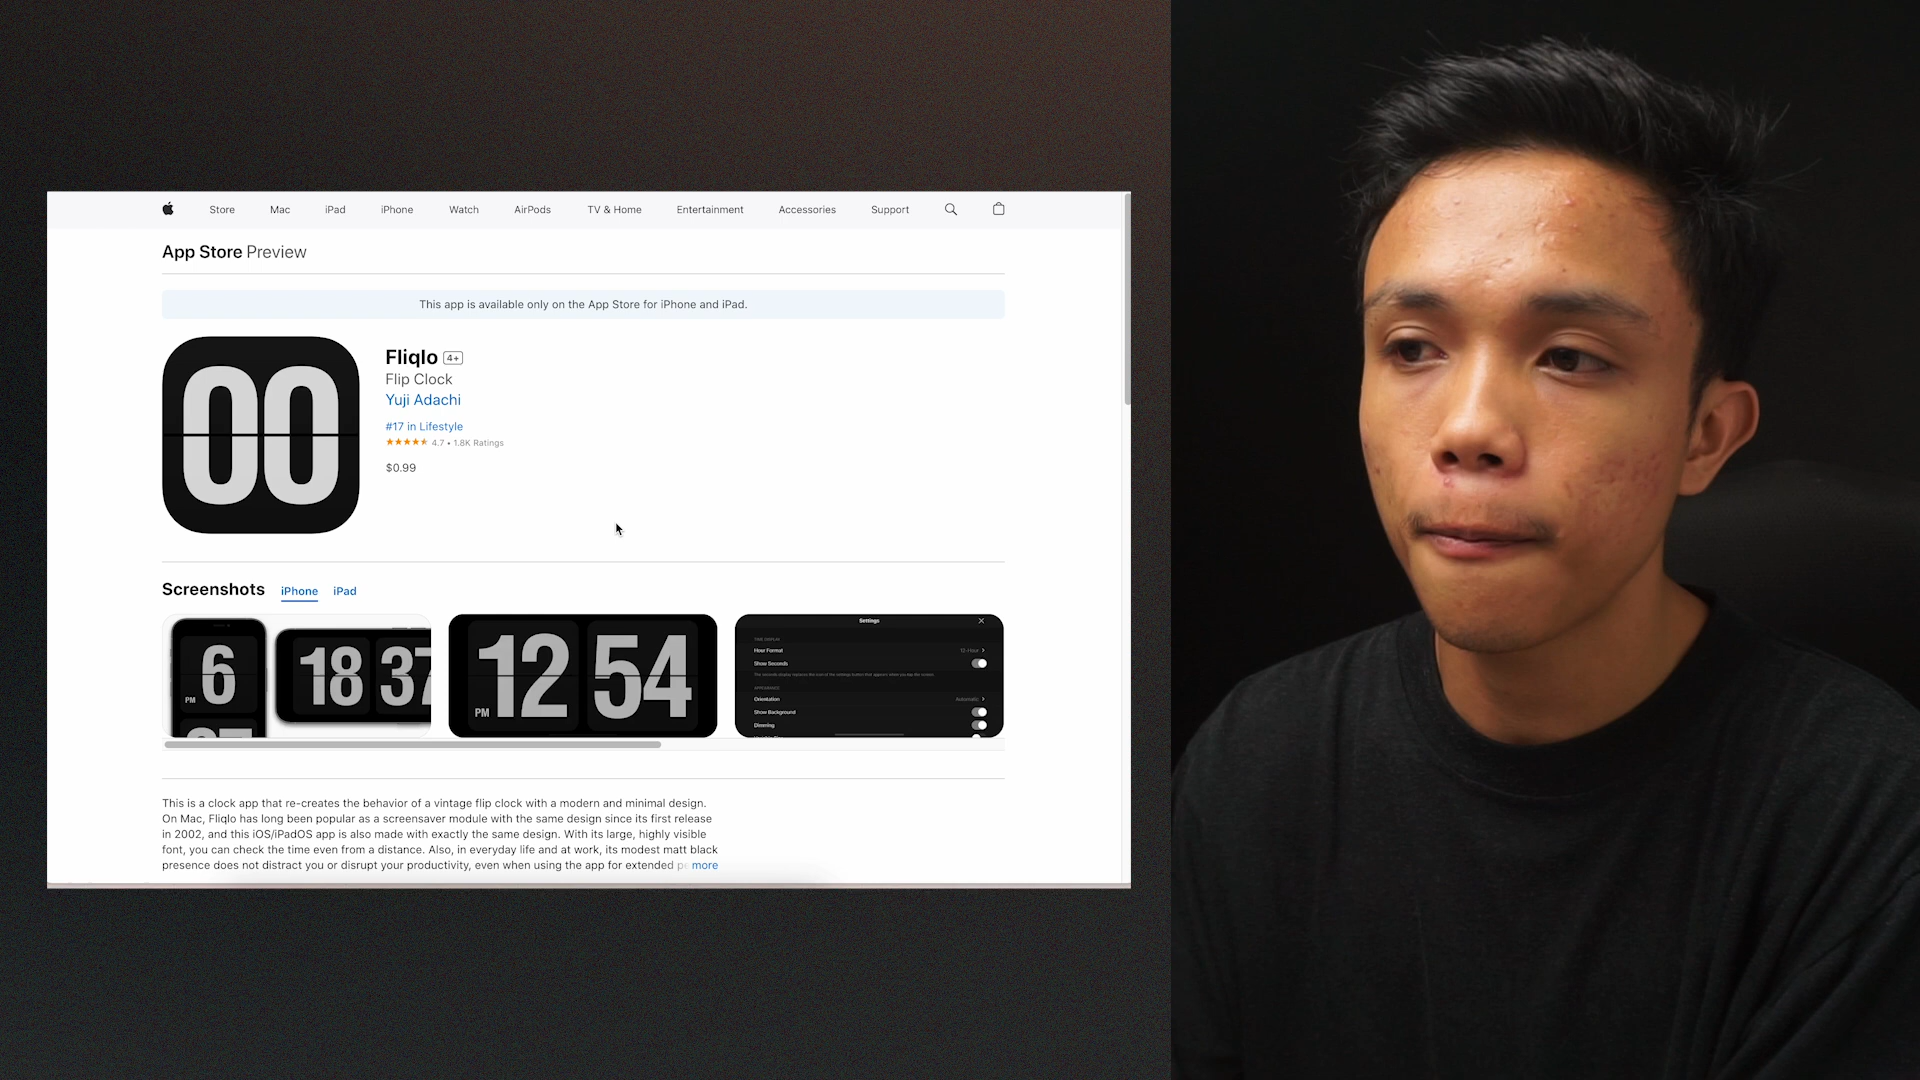 Store Mac iPad iPhone Watch AirPods TV & Home Entertainment Accessories Support
App Store Preview
This app is available only on the App Store for iPhone and iPad.
00
Fliqlo 4+
Flip Clock
Yuji Adachi
#17 in Lifestyle
4.7 • 1.8K Ratings
$0.99
Screenshots iPhone iPad
6
PM
18 37
12 54
PM
Settings
TIME DISPLAY
Hour Format 12-Hour
Show Seconds
APPEARANCE
Orientation Automatic
Show Background
Dimming
This is a clock app that re-creates the behavior of a vintage flip clock with a modern and minimal design.
On Mac, Fliqlo has long been popular as a screensaver module with the same design since its first release
in 2002, and this iOS/iPadOS app is also made with exactly the same design. With its large, highly visible
font, you can check the time even from a distance. Also, in everyday life and at work, its modest matt black
presence does not distract you or disrupt your productivity, even when using the app for extended more